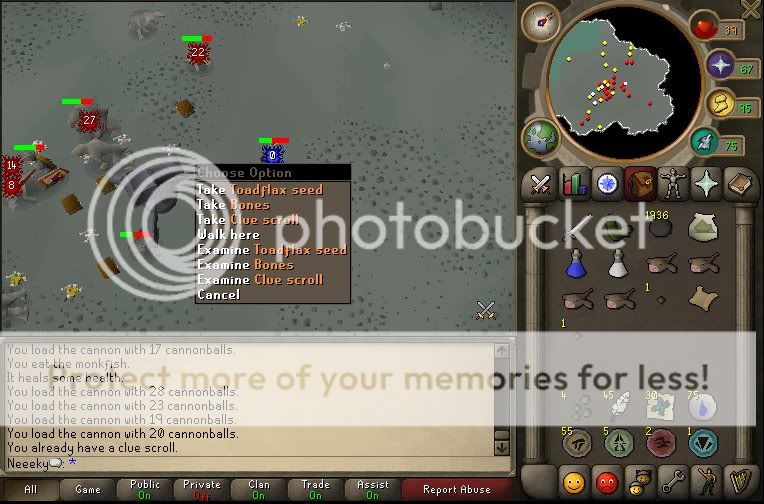 22
39
27
67
95
0
14
8
75
Choose Option
Take Toadflax seed
Take Bones
Take Clue scroll
Walk here
Examine Toadflax seed
Examine Bones
Examine Clue scroll
Cancel
1936
1
1
photobucket
Protect more of your memories for less!
You load the cannon with 17 cannonballs.
You eat the monkfish.
It heals some health.
You load the cannon with 28 cannonballs.
You load the cannon with 23 cannonballs.
You load the cannon with 19 cannonballs.
You load the cannon with 20 cannonballs.
You already have a clue scroll.
Neeeky: *
4 45 30 75
55 5 2 1
All Game Public On Private Off Clan On Trade On Assist On Report Abuse